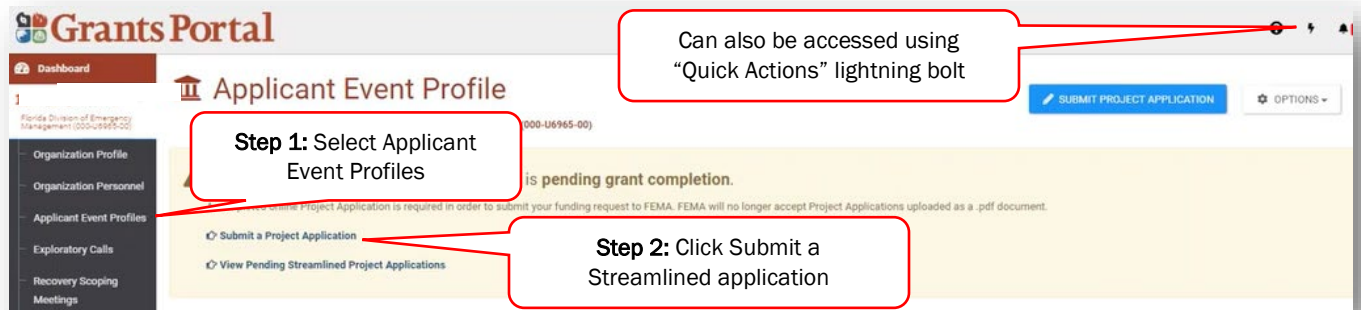 Grants Portal
Can also be accessed using
“Quick Actions” lightning bolt
Dashboard
Applicant Event Profile
SUBMIT PROJECT APPLICATION
OPTIONS
Florida Division of Emergency
Management (000-U6965-00)
(000-U6965-00)
Step 1: Select Applicant
Event Profiles
Organization Profile
Organization Personnel
Applicant Event Profiles
Exploratory Calls
Recovery Scoping
Meetings
is pending grant completion.
Project Application is required in order to submit your funding request to FEMA. FEMA will no longer accept Project Applications uploaded as a .pdf document.
Submit a Project Application
View Pending Streamlined Project Applications
Step 2: Click Submit a
Streamlined application